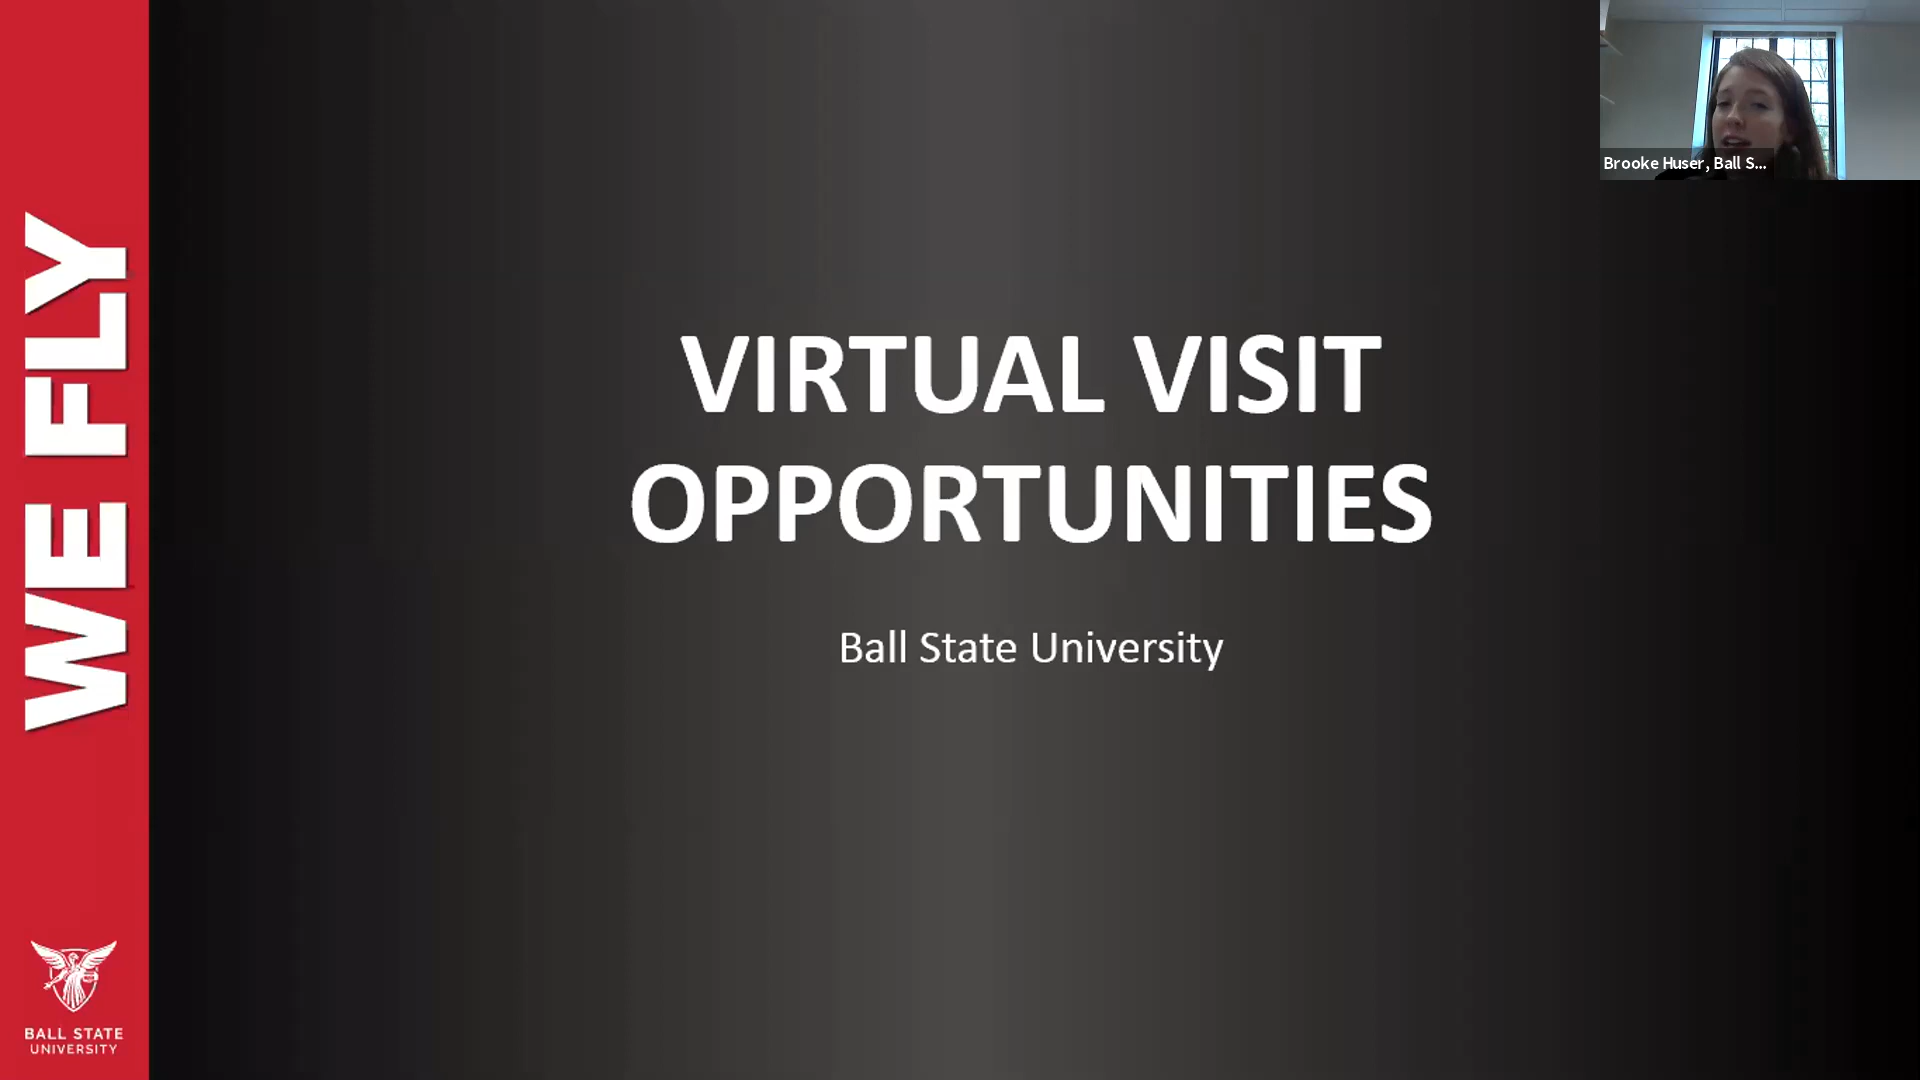 WE FLY
Brooke Huser, Ball S...
VIRTUAL VISIT
OPPORTUNITIES
Ball State University
BALL STATE
UNIVERSITY